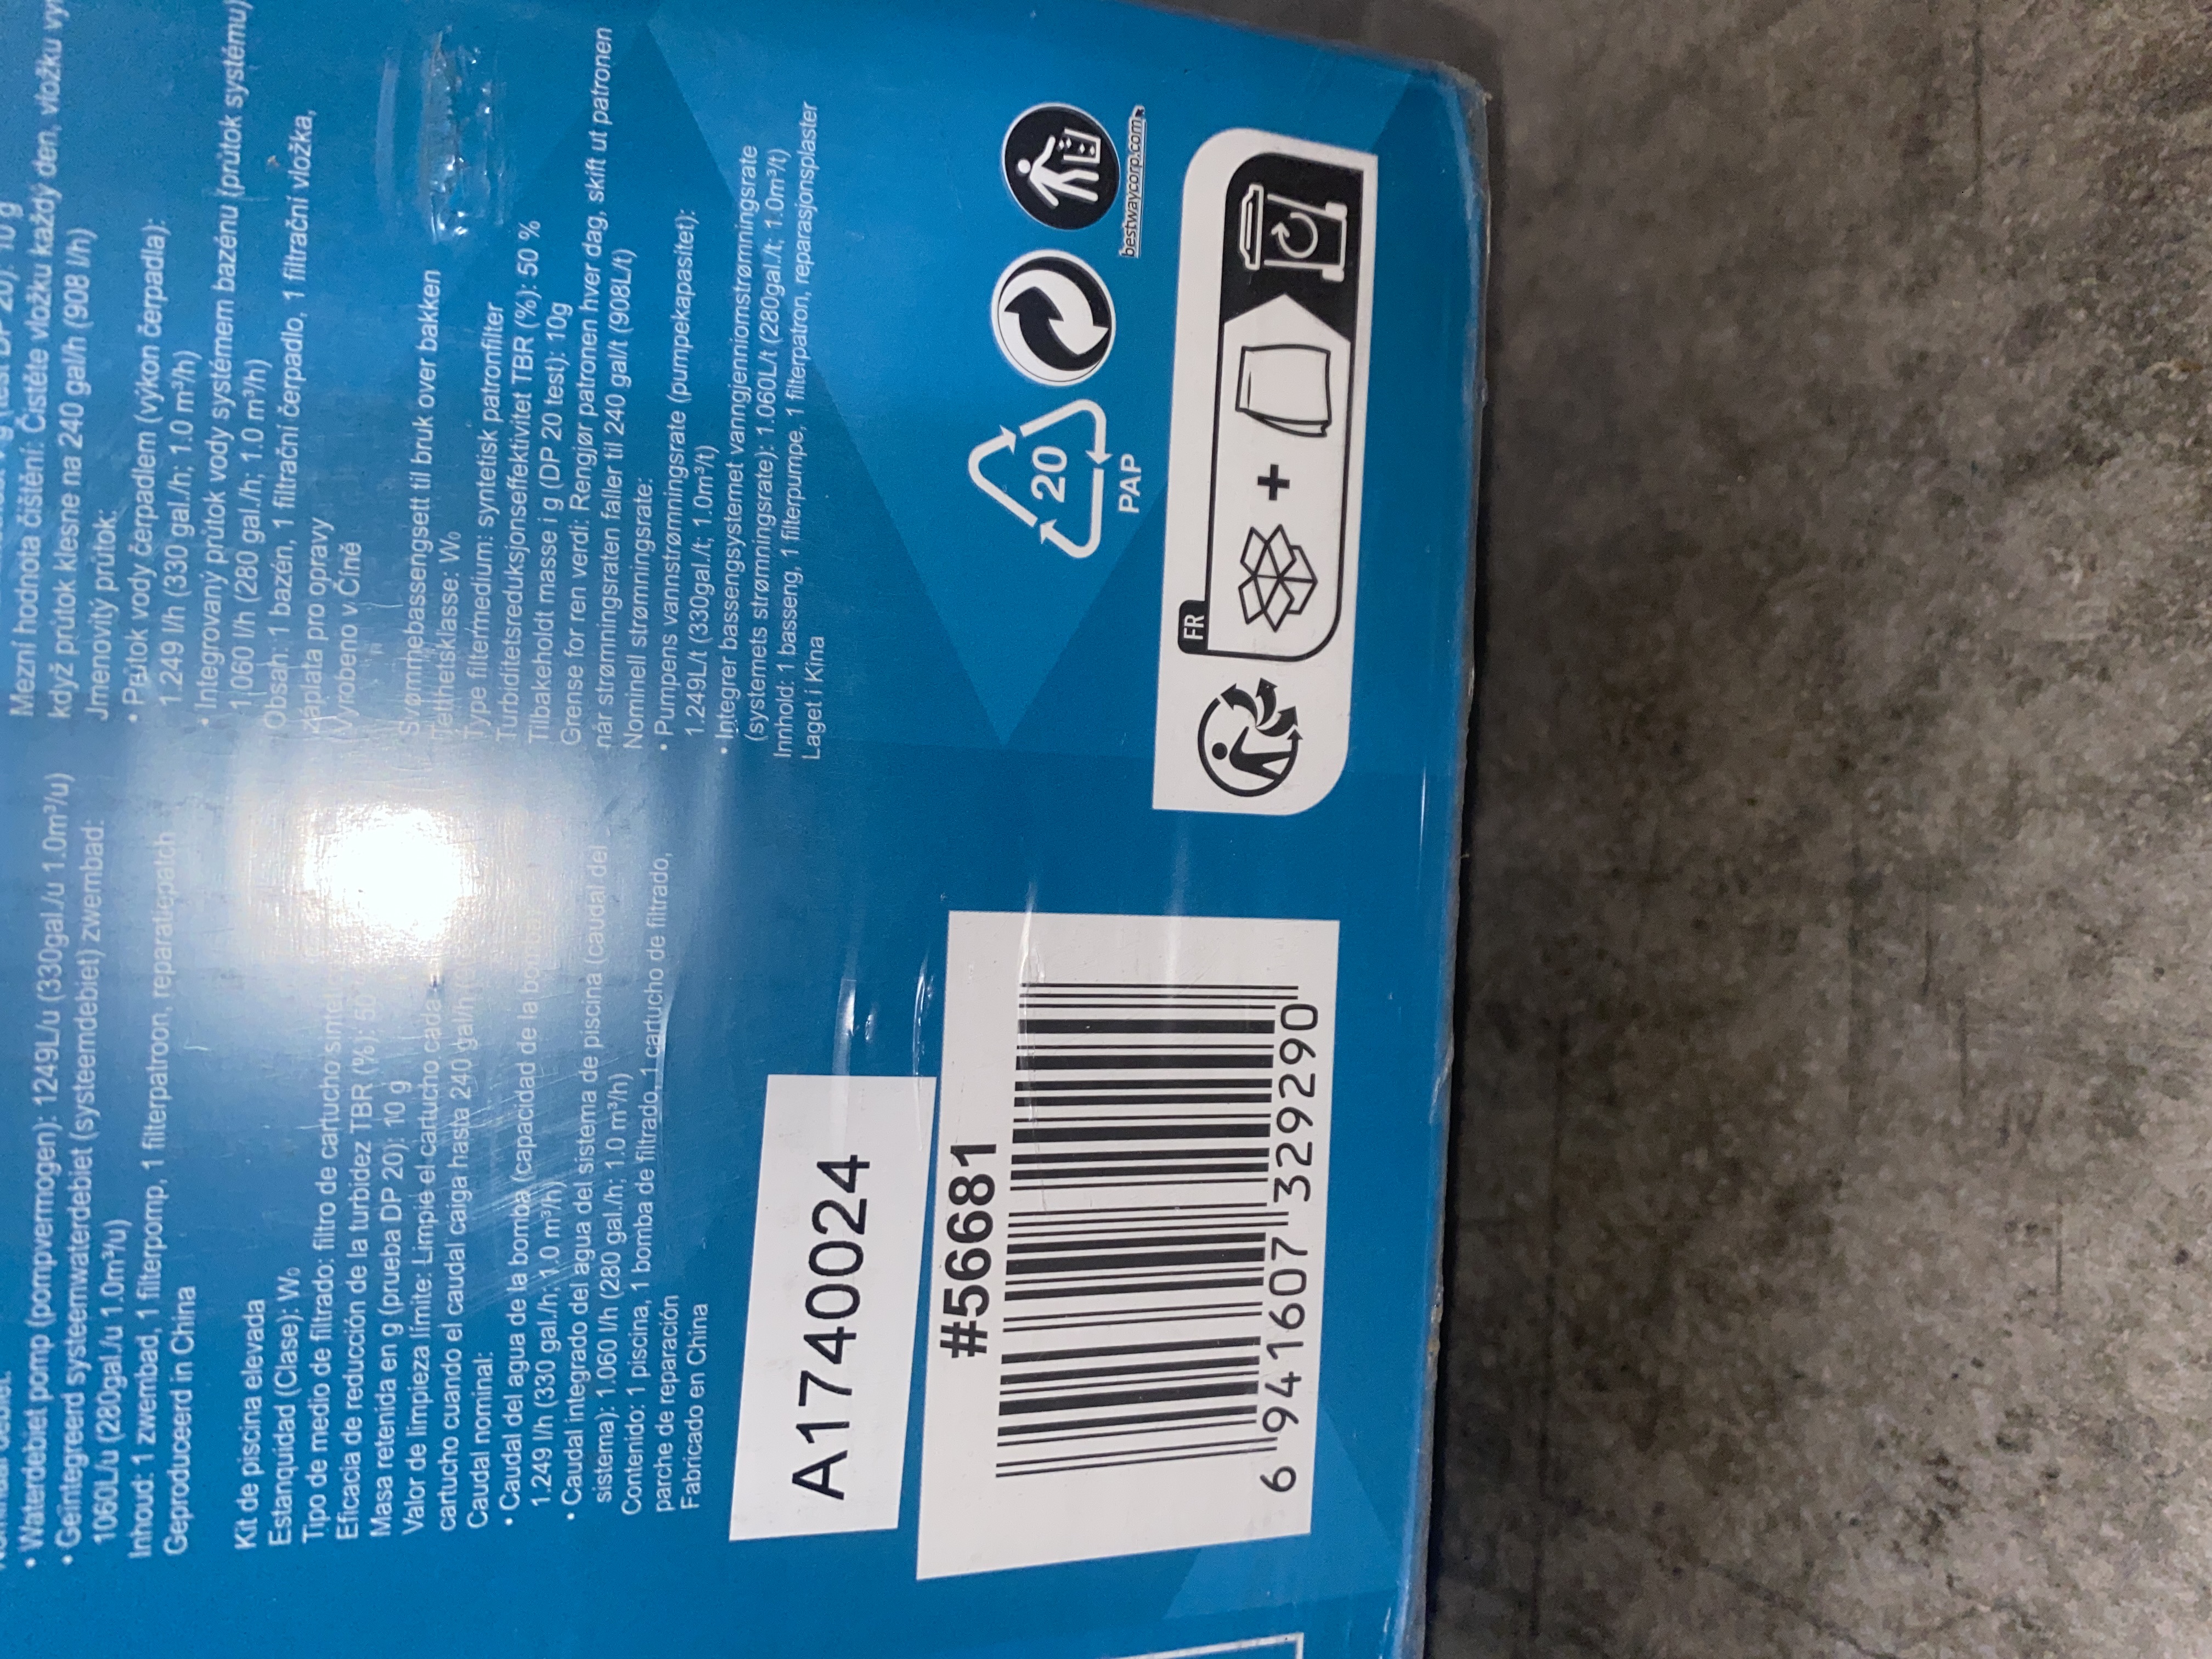 • Waterdebiet pomp (pompvermogen): 1249L/u (330gal./u 1.0m³/u)
• Geïntegreerd systeemwaterdebiet (systeemdebiet) zwembad:
1060L/u (280gal./u 1.0m³/u)
Inhoud: 1 zwembad, 1 filterpomp, 1 filterpatroon, reparatiepatch
Geproduceerd in China
Kit de piscina elevada
Estanquidad (Clase): W₀
Tipo de medio de filtrado: filtro de cartucho
Eficacia de reducción de la turbidez TBR (%): 50
Masa retenida en g (prueba DP 20): 10 g
Valor de limpieza límite: Limpie el cartucho cada
cartucho cuando el caudal caiga hasta 240 gal/h
Caudal nominal:
• Caudal del agua de la bomba (capacidad de la
1.249 l/h (330 gal./h; 1.0 m³/h)
• Caudal integrado del agua del sistema de piscina (caudal del
sistema): 1.060 l/h (280 gal./h; 1.0 m³/h)
Contenido: 1 piscina, 1 bomba de filtrado, 1 cartucho de filtrado,
parche de reparación
Fabricado en China
10 g
Mezní hodnota čištění: Čistěte vložku každý den, vložku
když průtok klesne na 240 gal/h (908 l/h)
Jmenovitý průtok:
• Průtok vody čerpadlem (výkon čerpadla):
1.249 l/h (330 gal./h; 1.0 m³/h)
• Integrovaný průtok vody systémem bazénu (průtok systému)
1.060 l/h (280 gal./h; 1.0 m³/h)
Obsah: 1 bazén, 1 filtrační čerpadlo, 1 filtrační vložka,
záplata pro opravy
Vyrobeno v Číně
Svømmebassengsett til bruk over bakken
Tetthetsklasse: W₀
Type filtermedium: syntetisk patronfilter
Turbiditetsreduksjonseffektivitet TBR (%): 50 %
Tilbakeholdt masse i g (DP 20 test): 10g
Grense for ren verdi: Rengjør patronen hver dag, skift ut patronen
når strømningsraten faller til 240 gal/t (908L/t)
Nominell strømningsrate:
• Pumpens vannstrømningsrate (pumpekapasitet):
1.249L/t (330gal./t; 1.0m³/t)
• Integrer bassengsystemet vanngjenniomstrømningsrate
(systemets strømningsrate): 1.060L/t (280gal./t; 1.0m³/t)
Innhold: 1 basseng, 1 filterpumpe, 1 filterpatron, reparasjonsplaster
Laget i Kina
A1740024
#56681
6 941607 329290
20
PAP
bestwaycorp.com
FR
+